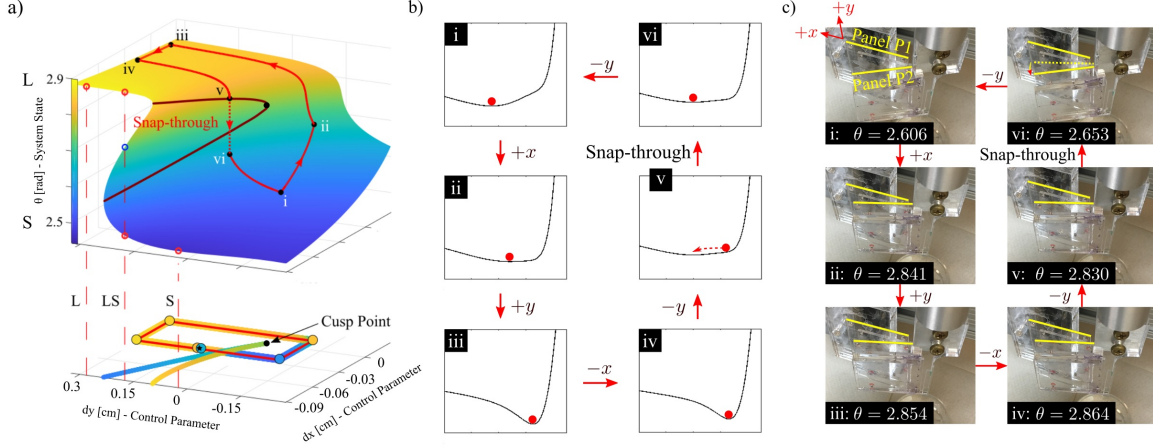 a)
L
2.9
θ [rad] - System State
S
2.5
iii
iv
v
Snap-through
ii
vi
i
L
LS
S
Cusp Point
0.3
0.15
0
-0.15
dy [cm] - Control Parameter
0
-0.03
-0.06
-0.09
dx [cm] - Control Parameter
b)
i
−y
vi
+x
Snap-through
ii
v
+y
−y
iii
−x
iv
c)
+y
+x
Panel P1
Panel P2
−y
i: θ = 2.606
vi: θ = 2.653
+x
Snap-through
ii: θ = 2.841
v: θ = 2.830
+y
−y
−x
iii: θ = 2.854
iv: θ = 2.864